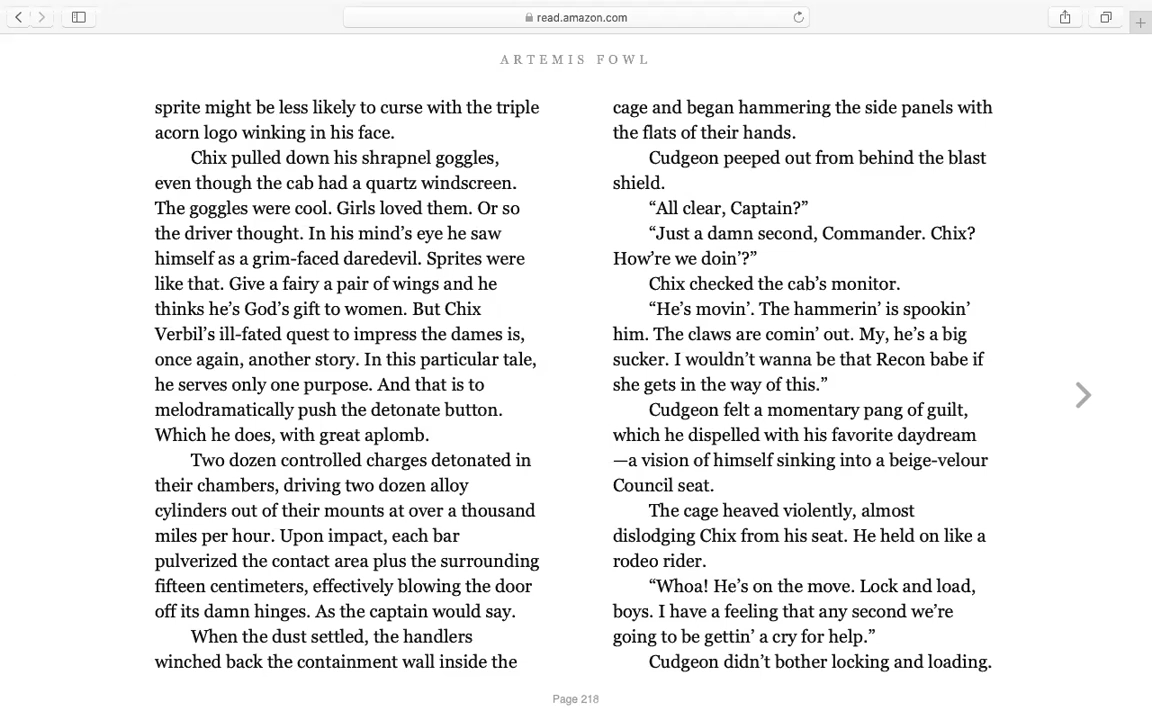 read.amazon.com
ARTEMIS FOWL
sprite might be less likely to curse with the triple
acorn logo winking in his face.
Chix pulled down his shrapnel goggles,
even though the cab had a quartz windscreen.
The goggles were cool. Girls loved them. Or so
the driver thought. In his mind’s eye he saw
himself as a grim-faced daredevil. Sprites were
like that. Give a fairy a pair of wings and he
thinks he’s God’s gift to women. But Chix
Verbil’s ill-fated quest to impress the dames is,
once again, another story. In this particular tale,
he serves only one purpose. And that is to
melodramatically push the detonate button.
Which he does, with great aplomb.
Two dozen controlled charges detonated in
their chambers, driving two dozen alloy
cylinders out of their mounts at over a thousand
miles per hour. Upon impact, each bar
pulverized the contact area plus the surrounding
fifteen centimeters, effectively blowing the door
off its damn hinges. As the captain would say.
When the dust settled, the handlers
winched back the containment wall inside the
cage and began hammering the side panels with
the flats of their hands.
Cudgeon peeped out from behind the blast
shield.
“All clear, Captain?”
“Just a damn second, Commander. Chix?
How’re we doin’?”
Chix checked the cab’s monitor.
“He’s movin’. The hammerin’ is spookin’
him. The claws are comin’ out. My, he’s a big
sucker. I wouldn’t wanna be that Recon babe if
she gets in the way of this.”
Cudgeon felt a momentary pang of guilt,
which he dispelled with his favorite daydream
—a vision of himself sinking into a beige-velour
Council seat.
The cage heaved violently, almost
dislodging Chix from his seat. He held on like a
rodeo rider.
“Whoa! He’s on the move. Lock and load,
boys. I have a feeling that any second we’re
going to be gettin’ a cry for help.”
Cudgeon didn’t bother locking and loading.
Page 218